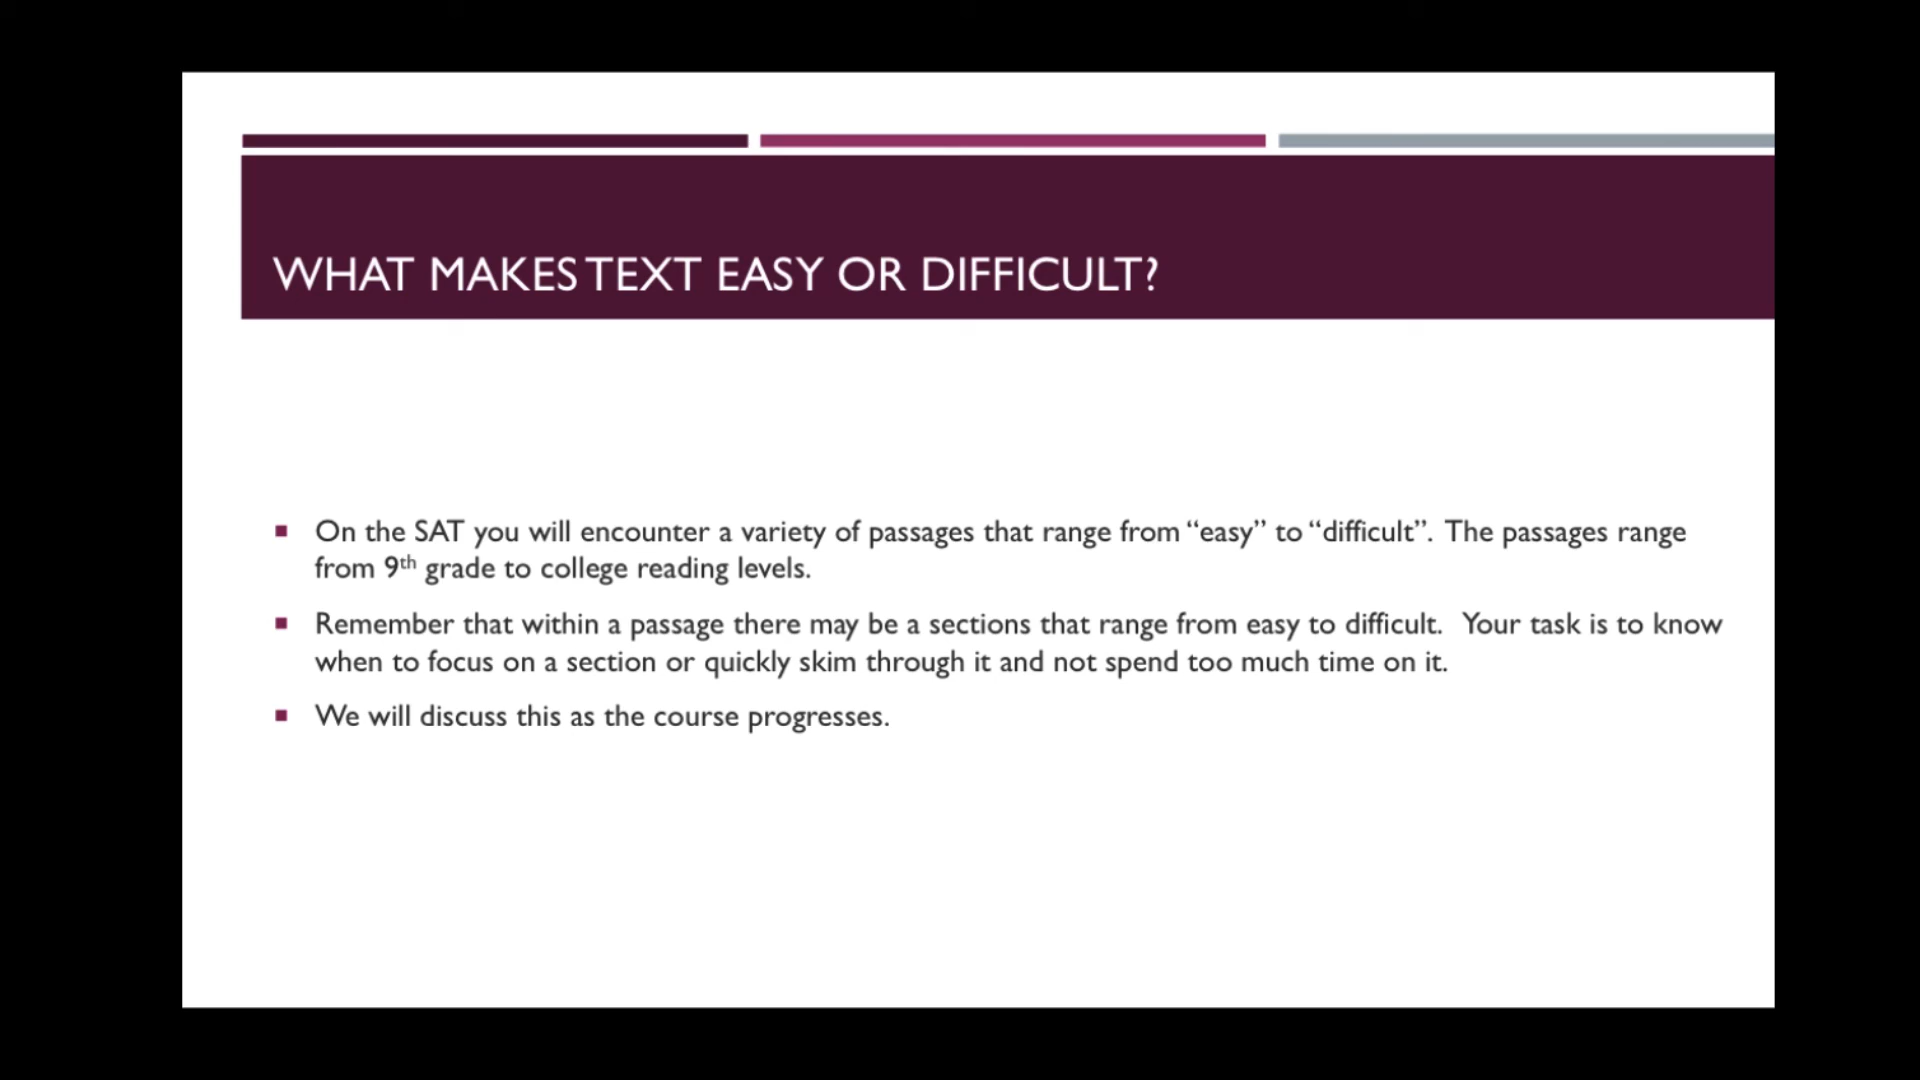 WHAT MAKES TEXT EASY OR DIFFICULT?
▪ On the SAT you will encounter a variety of passages that range from “easy” to “difficult”. The passages range
from 9th grade to college reading levels.
▪ Remember that within a passage there may be a sections that range from easy to difficult.  Your task is to know
when to focus on a section or quickly skim through it and not spend too much time on it.
▪ We will discuss this as the course progresses.